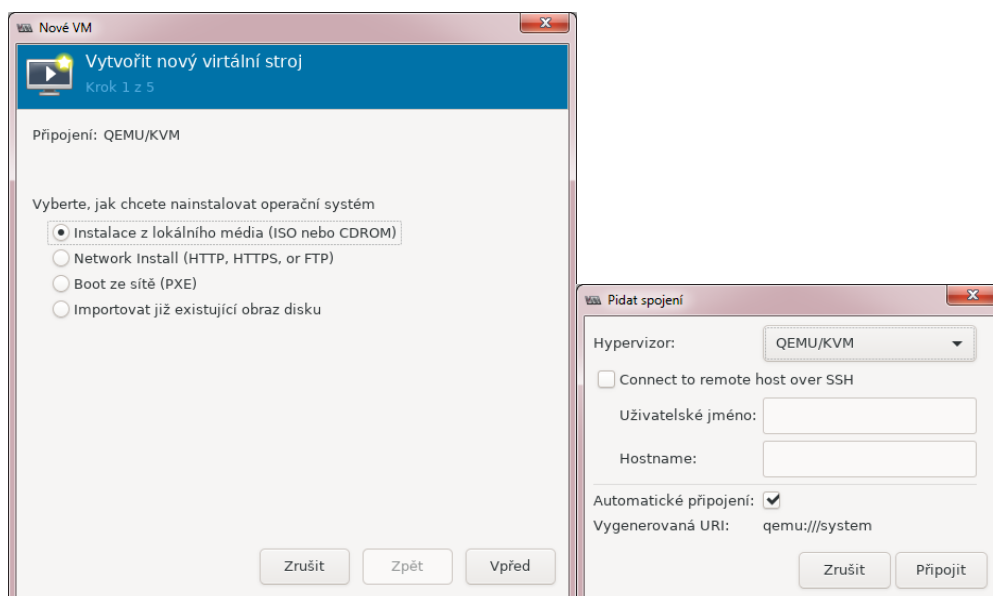 Nové VM
Vytvořit nový virtální stroj
Krok 1 z 5
Připojení: QEMU/KVM
Vyberte, jak chcete nainstalovat operační systém
Instalace z lokálního média (ISO nebo CDROM)
Network Install (HTTP, HTTPS, or FTP)
Boot ze sítě (PXE)
Importovat již existující obraz disku
Zrušit Zpět Vpřed
Pidat spojení
Hypervizor: QEMU/KVM
Connect to remote host over SSH
Uživatelské jméno:
Hostname:
Automatické připojení:
Vygenerovaná URI: qemu:///system
Zrušit Připojit